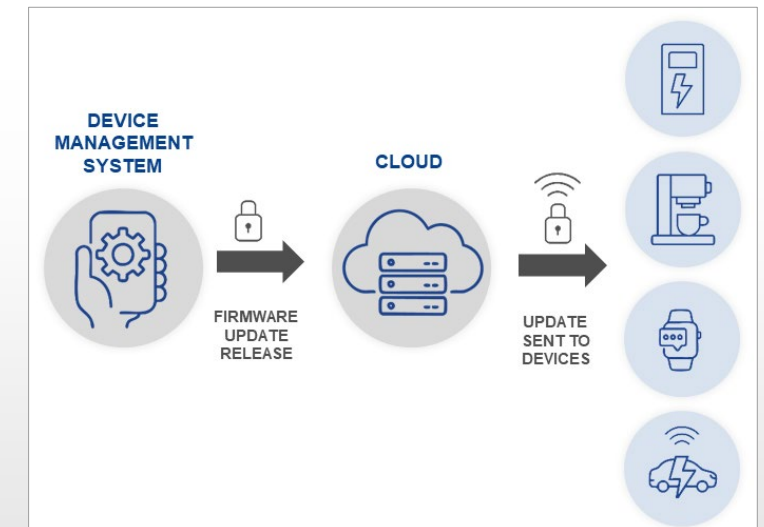 DEVICE
MANAGEMENT
SYSTEM
CLOUD
FIRMWARE
UPDATE
RELEASE
UPDATE
SENT TO
DEVICES